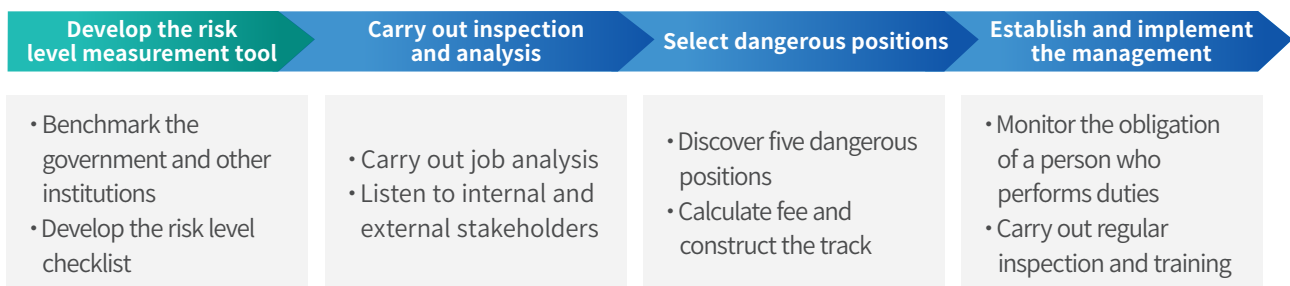 Develop the risk
level measurement tool
Carry out inspection
and analysis
Select dangerous positions
Establish and implement
the management
• Benchmark the
government and other
institutions
• Develop the risk level
checklist
• Carry out job analysis
• Listen to internal and
external stakeholders
• Discover five dangerous
positions
• Calculate fee and
construct the track
• Monitor the obligation
of a person who
performs duties
• Carry out regular
inspection and training